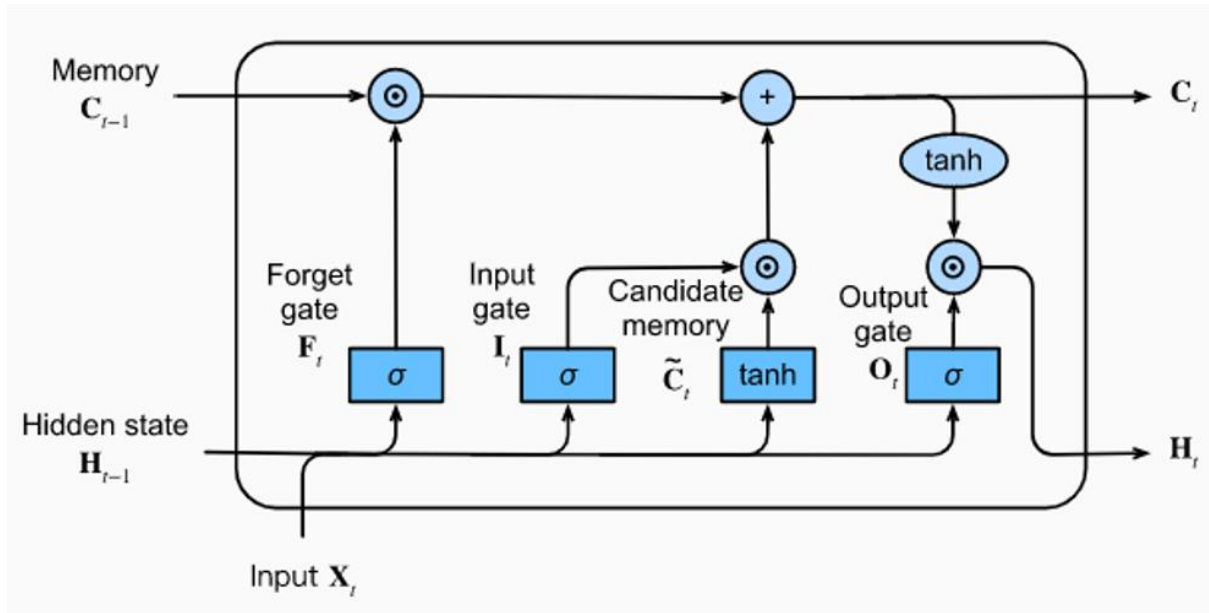 Memory
C_{t-1}
⊙
+
C_t
tanh
⊙
⊙
Forget
gate
F_t
Input
gate
I_t
Candidate
memory
C̃_t
Output
gate
O_t
σ
σ
tanh
σ
Hidden state
H_{t-1}
H_t
Input X_t